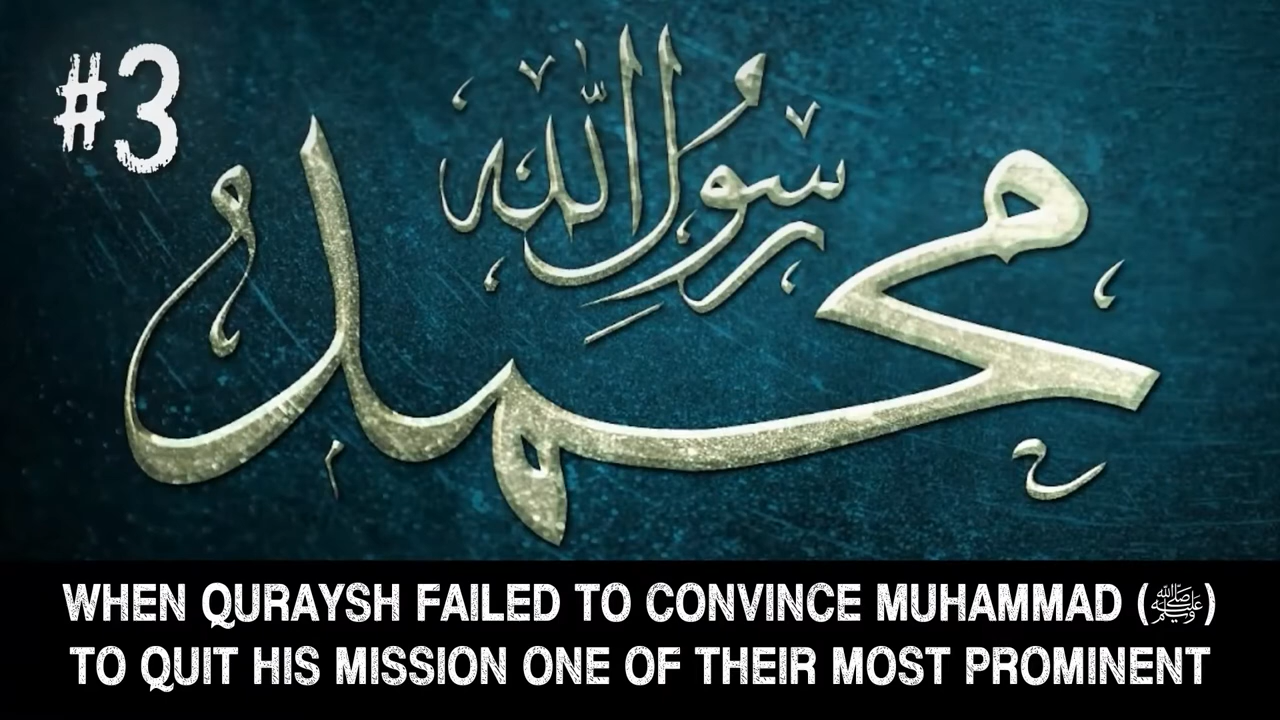 #3
رسول الله
محمد
WHEN QURAYSH FAILED TO CONVINCE MUHAMMAD (ﷺ)
TO QUIT HIS MISSION ONE OF THEIR MOST PROMINENT